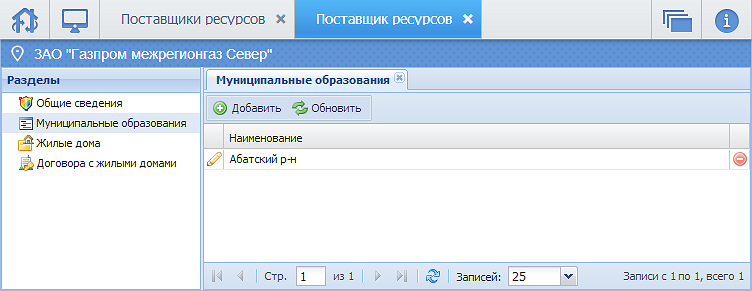 Поставщики ресурсов
Поставщик ресурсов
ЗАО "Газпром межрегионгаз Север"
Разделы
Общие сведения
Муниципальные образования
Жилые дома
Договора с жилыми домами
Муниципальные образования
Добавить Обновить
Наименование
Абатский р-н
Стр. 1 из 1 Записей: 25 Записи с 1 по 1, всего 1